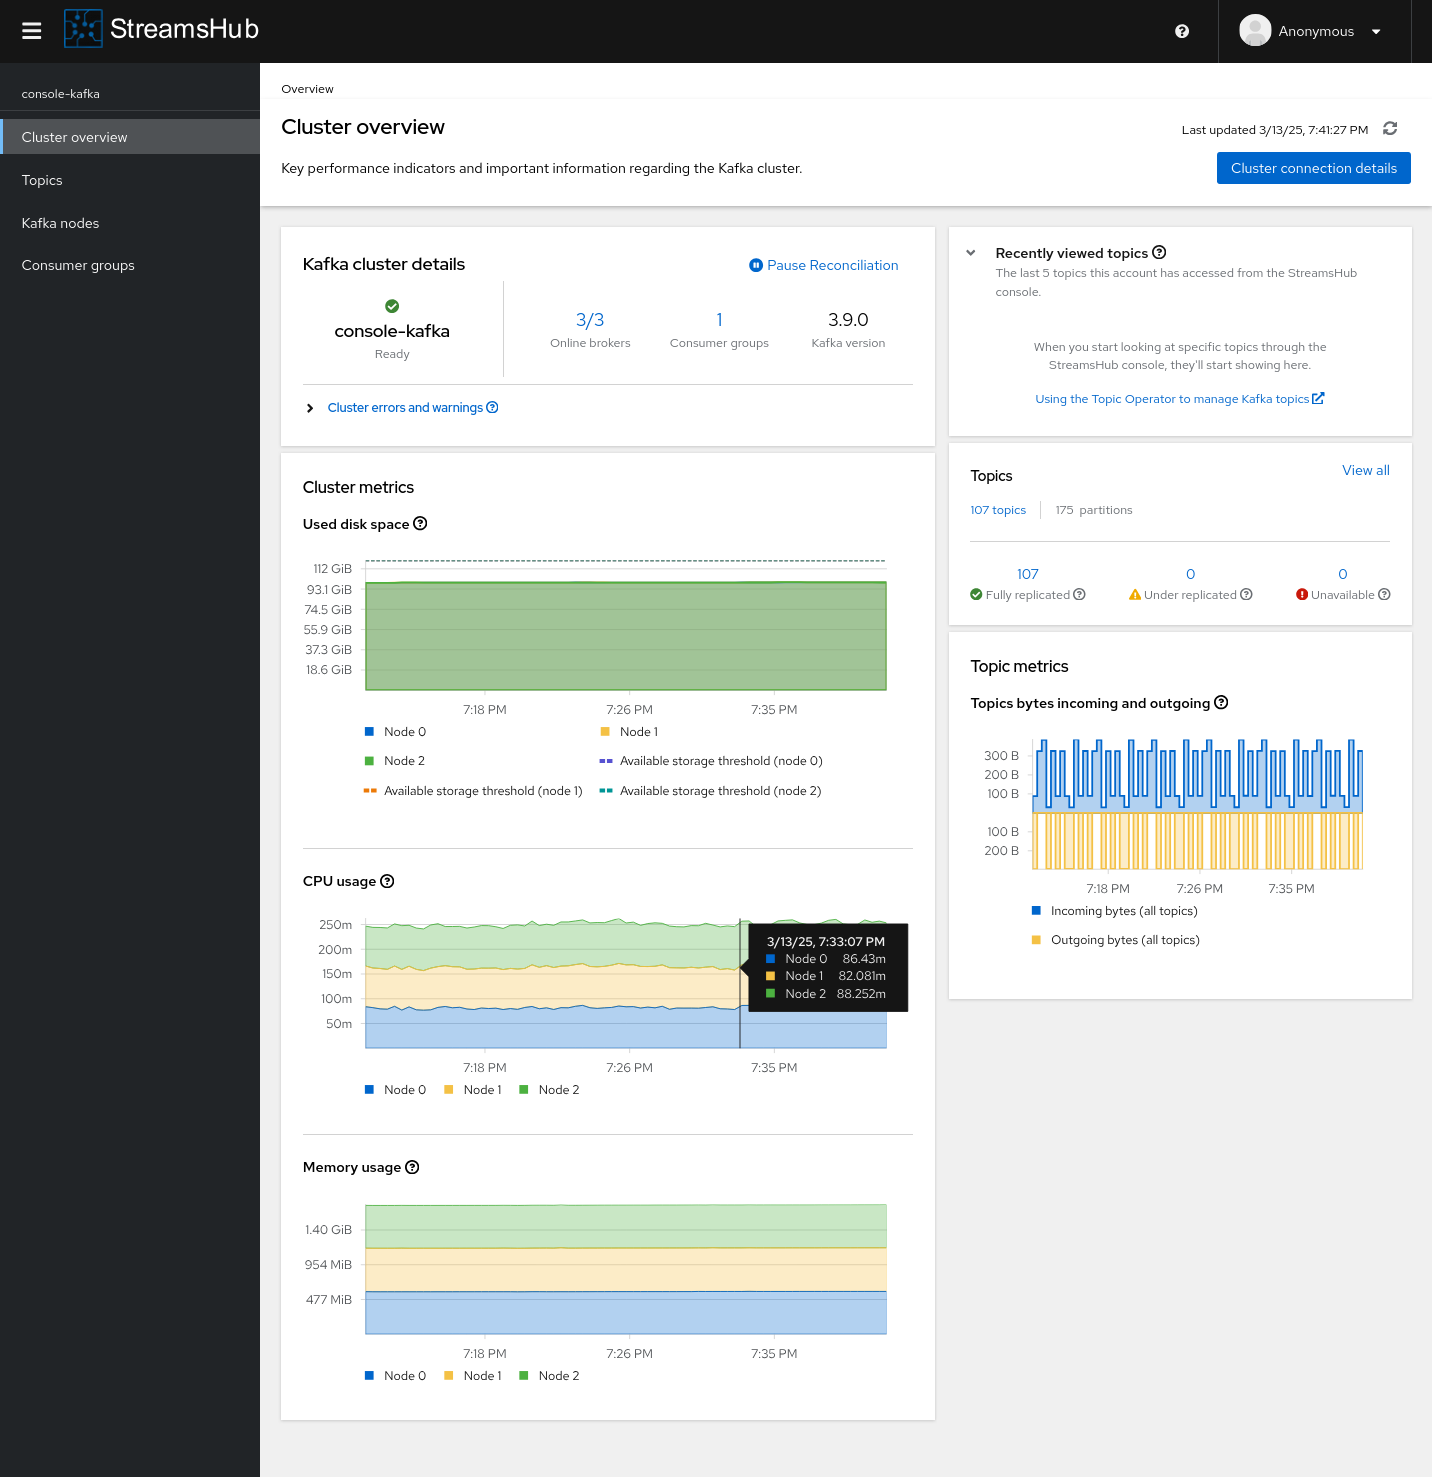 StreamsHub
Anonymous
console-kafka
Cluster overview
Topics
Kafka nodes
Consumer groups
Overview
Cluster overview
Last updated 3/13/25, 7:41:27 PM
Key performance indicators and important information regarding the Kafka cluster.
Cluster connection details
Kafka cluster details
Pause Reconciliation
console-kafka
Ready
3/3
Online brokers
1
Consumer groups
3.9.0
Kafka version
Cluster errors and warnings
Cluster metrics
Used disk space
112 GiB
93.1 GiB
74.5 GiB
55.9 GiB
37.3 GiB
18.6 GiB
7:18 PM 7:26 PM 7:35 PM
Node 0 Node 1
Node 2 Available storage threshold (node 0)
Available storage threshold (node 1) Available storage threshold (node 2)
CPU usage
250m
200m
150m
100m
50m
3/13/25, 7:33:07 PM
Node 0 86.43m
Node 1 82.081m
Node 2 88.252m
7:18 PM 7:26 PM 7:35 PM
Node 0 Node 1 Node 2
Memory usage
1.40 GiB
954 MiB
477 MiB
7:18 PM 7:26 PM 7:35 PM
Node 0 Node 1 Node 2
Recently viewed topics
The last 5 topics this account has accessed from the StreamsHub
console.
When you start looking at specific topics through the
StreamsHub console, they'll start showing here.
Using the Topic Operator to manage Kafka topics
Topics
View all
107 topics 175 partitions
107
Fully replicated
0
Under replicated
0
Unavailable
Topic metrics
Topics bytes incoming and outgoing
300 B
200 B
100 B
100 B
200 B
7:18 PM 7:26 PM 7:35 PM
Incoming bytes (all topics)
Outgoing bytes (all topics)